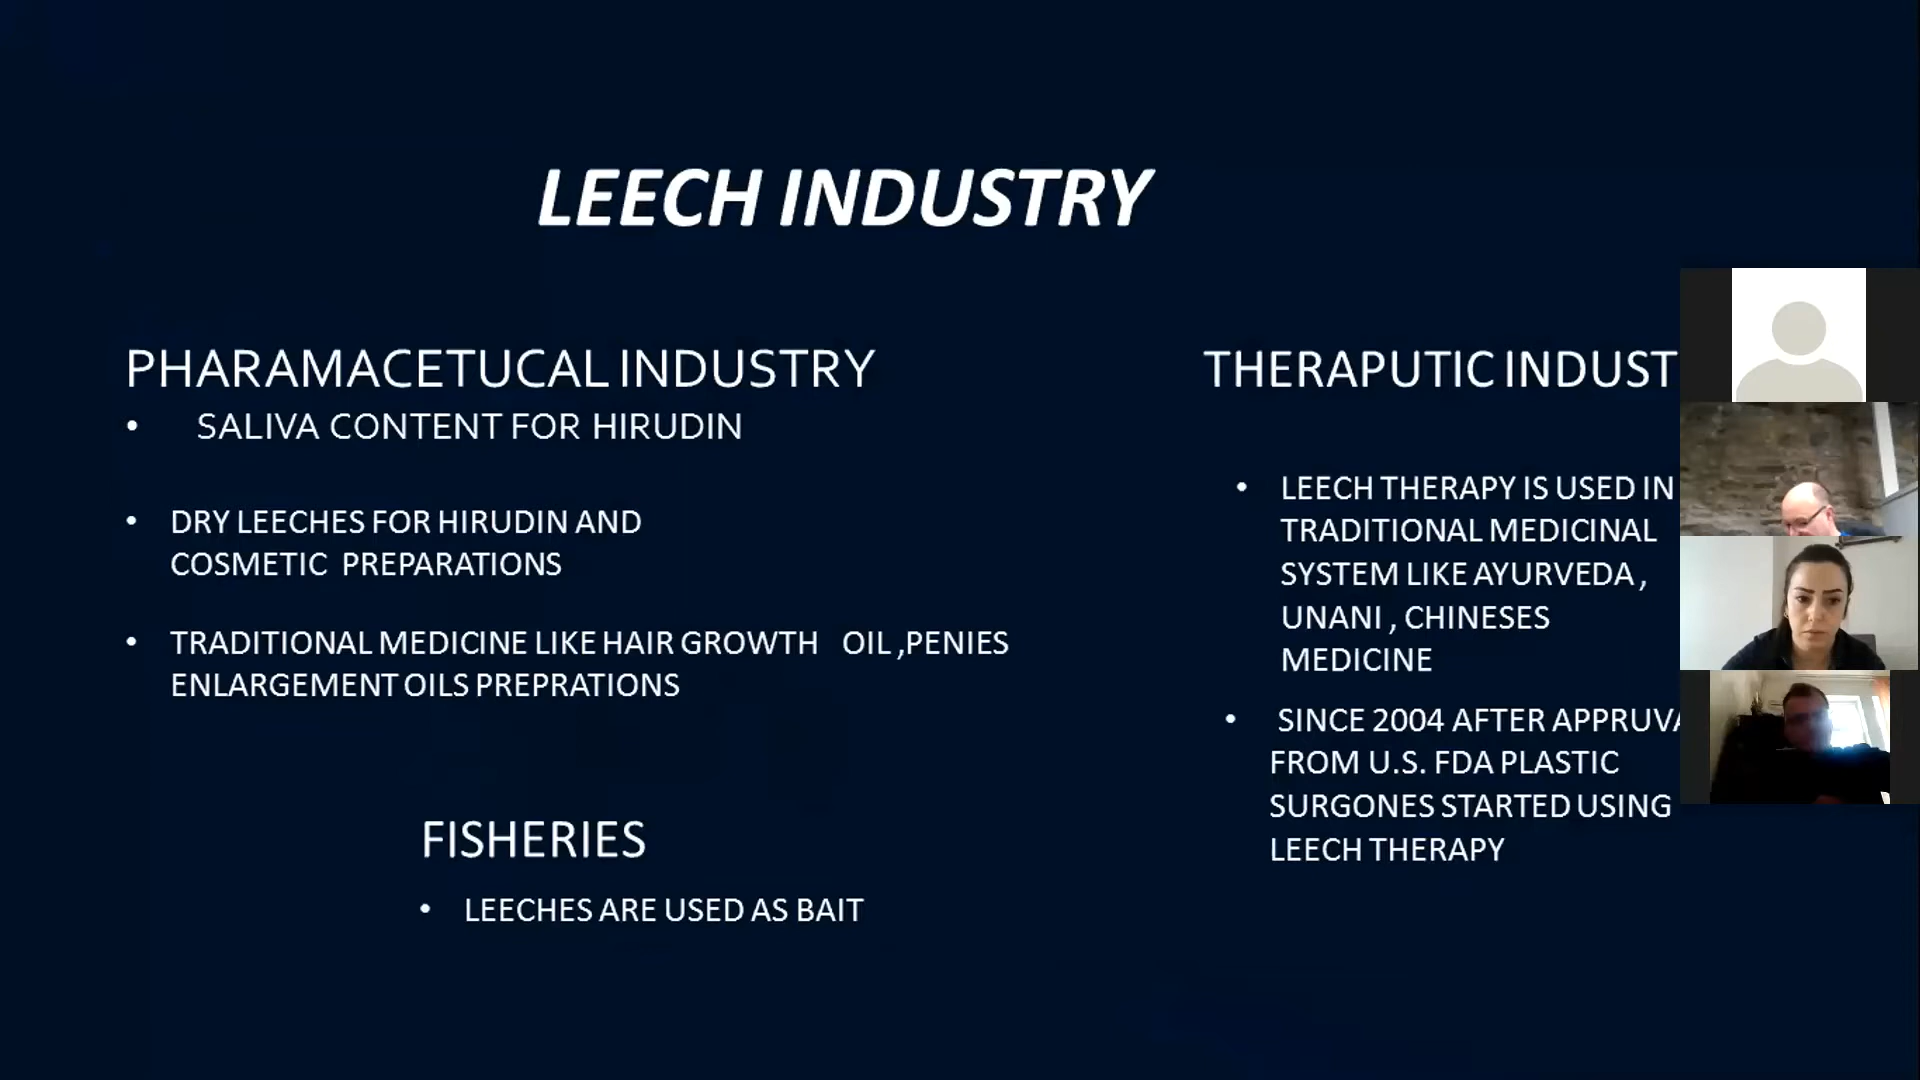 LEECH INDUSTRY
PHARAMACETUCAL INDUSTRY
• SALIVA CONTENT FOR HIRUDIN
• DRY LEECHES FOR HIRUDIN AND
COSMETIC PREPARATIONS
• TRADITIONAL MEDICINE LIKE HAIR GROWTH OIL ,PENIES
ENLARGEMENT OILS PREPRATIONS
FISHERIES
• LEECHES ARE USED AS BAIT
THERAPUTIC INDUST
• LEECH THERAPY IS USED IN
TRADITIONAL MEDICINAL
SYSTEM LIKE AYURVEDA ,
UNANI , CHINESES
MEDICINE
• SINCE 2004 AFTER APPRUVA
FROM U.S. FDA PLASTIC
SURGONES STARTED USING
LEECH THERAPY